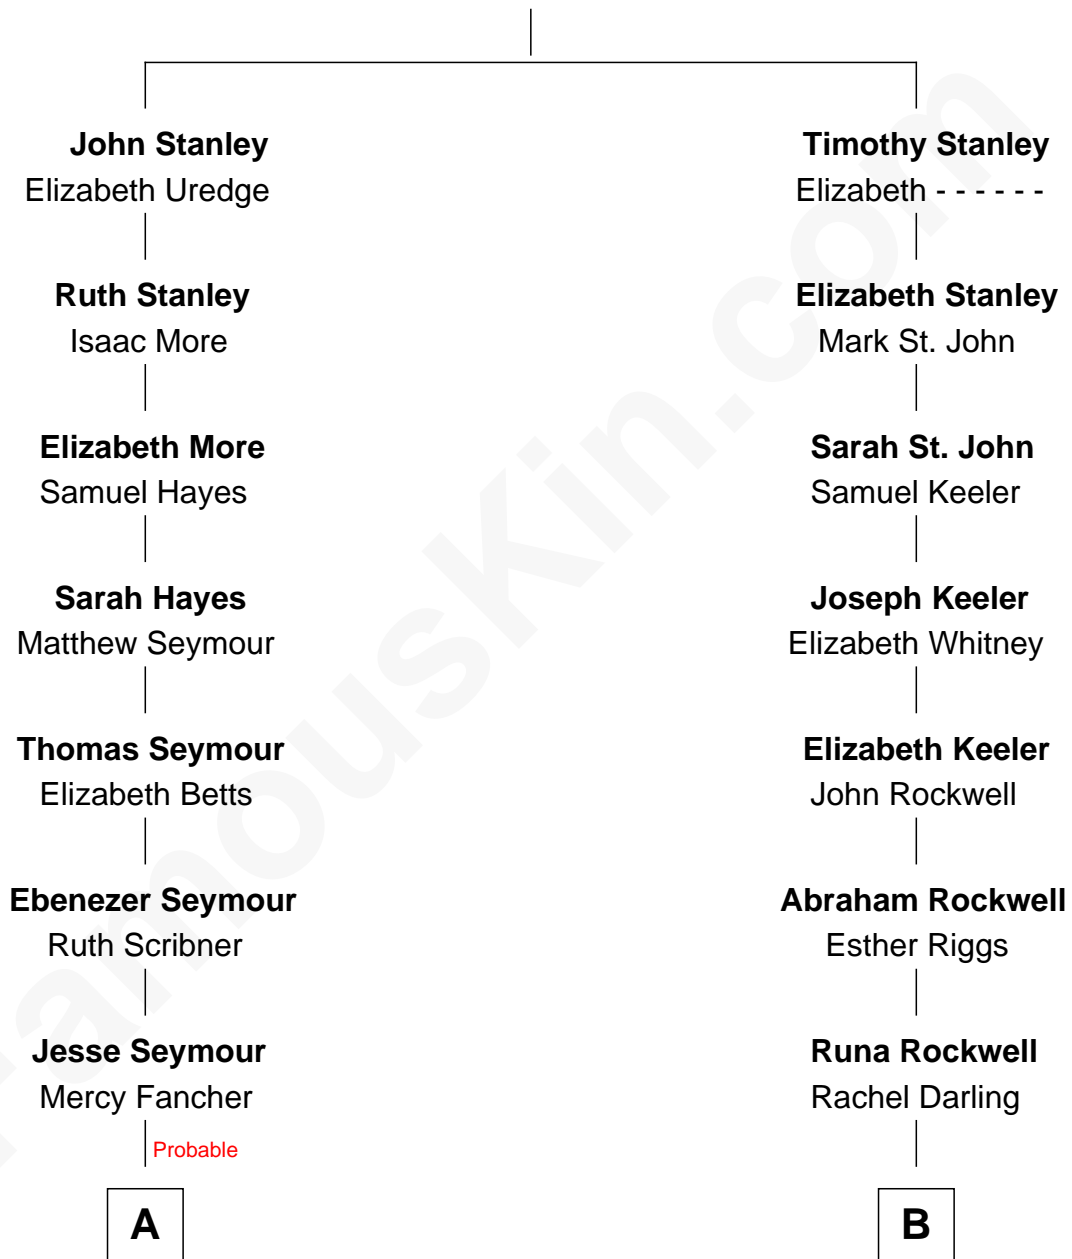 John Stanley
Elizabeth Uredge
Timothy Stanley
Elizabeth - - - - - -
Ruth Stanley
Isaac More
Elizabeth Stanley
Mark St. John
Elizabeth More
Samuel Hayes
Sarah St. John
Samuel Keeler
Sarah Hayes
Matthew Seymour
Joseph Keeler
Elizabeth Whitney
Thomas Seymour
Elizabeth Betts
Elizabeth Keeler
John Rockwell
Ebenezer Seymour
Ruth Scribner
Abraham Rockwell
Esther Riggs
Jesse Seymour
Mercy Fancher
Runa Rockwell
Rachel Darling
Probable
A
B
FamousKin.com